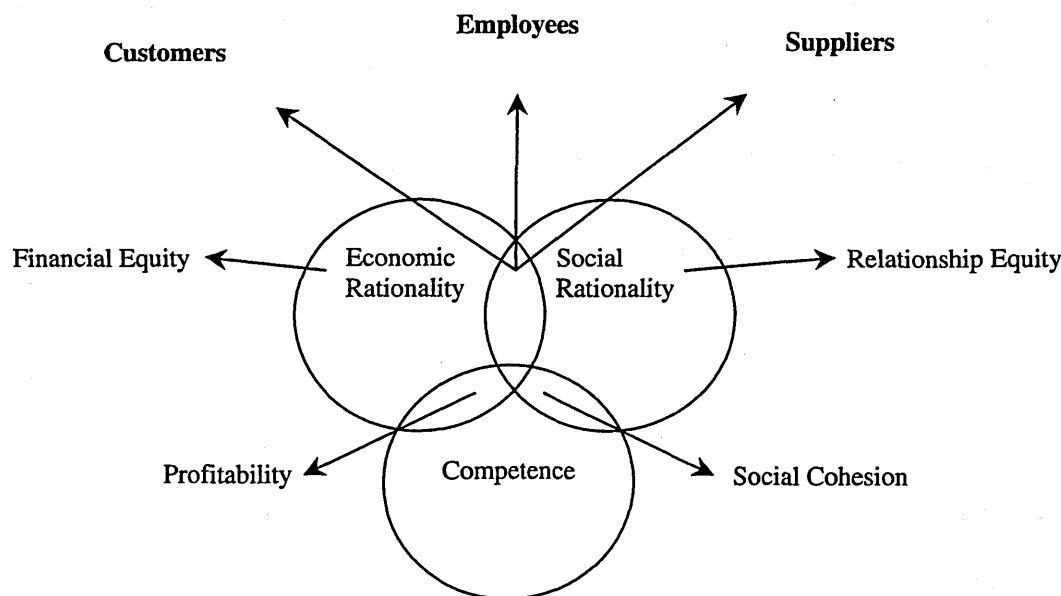 Employees
Customers
Suppliers
Financial Equity
Economic
Rationality
Social
Rationality
Relationship Equity
Profitability
Competence
Social Cohesion